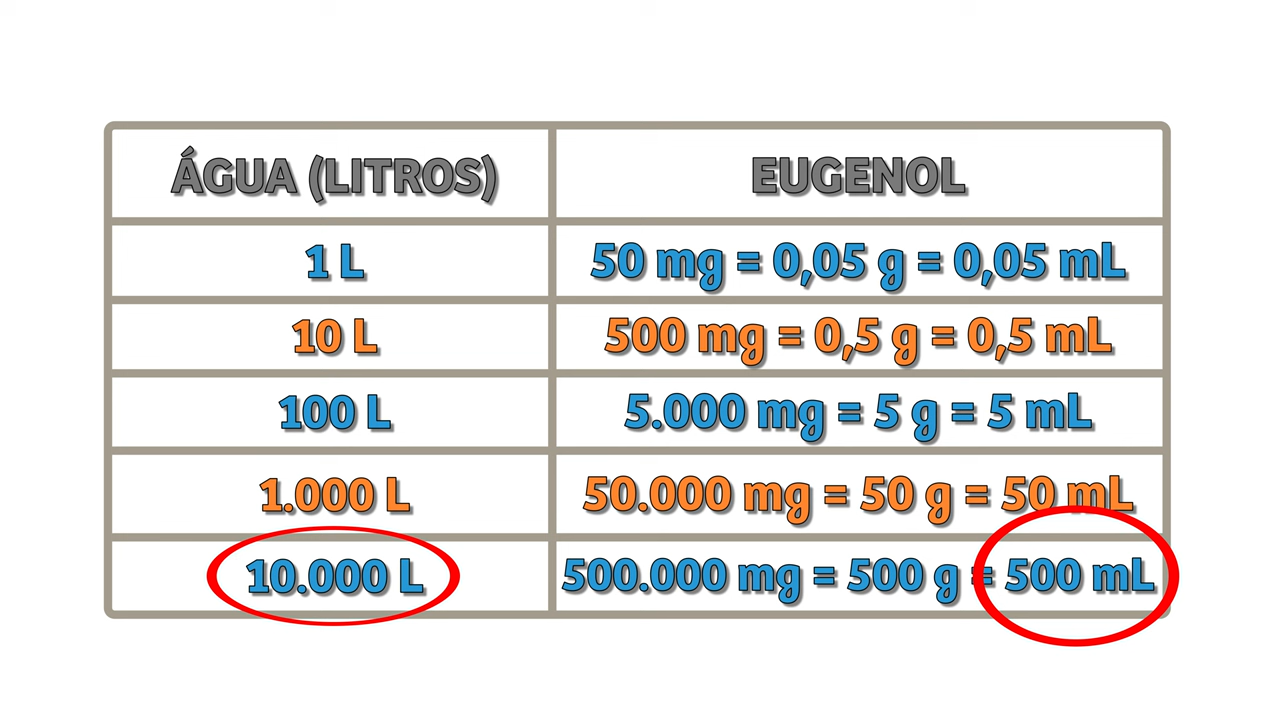 ÁGUA (LITROS) EUGENOL
1 L 50 mg = 0,05 g = 0,05 mL
10 L 500 mg = 0,5 g = 0,5 mL
100 L 5.000 mg = 5 g = 5 mL
1.000 L 50.000 mg = 50 g = 50 mL
10.000 L 500.000 mg = 500 g = 500 mL